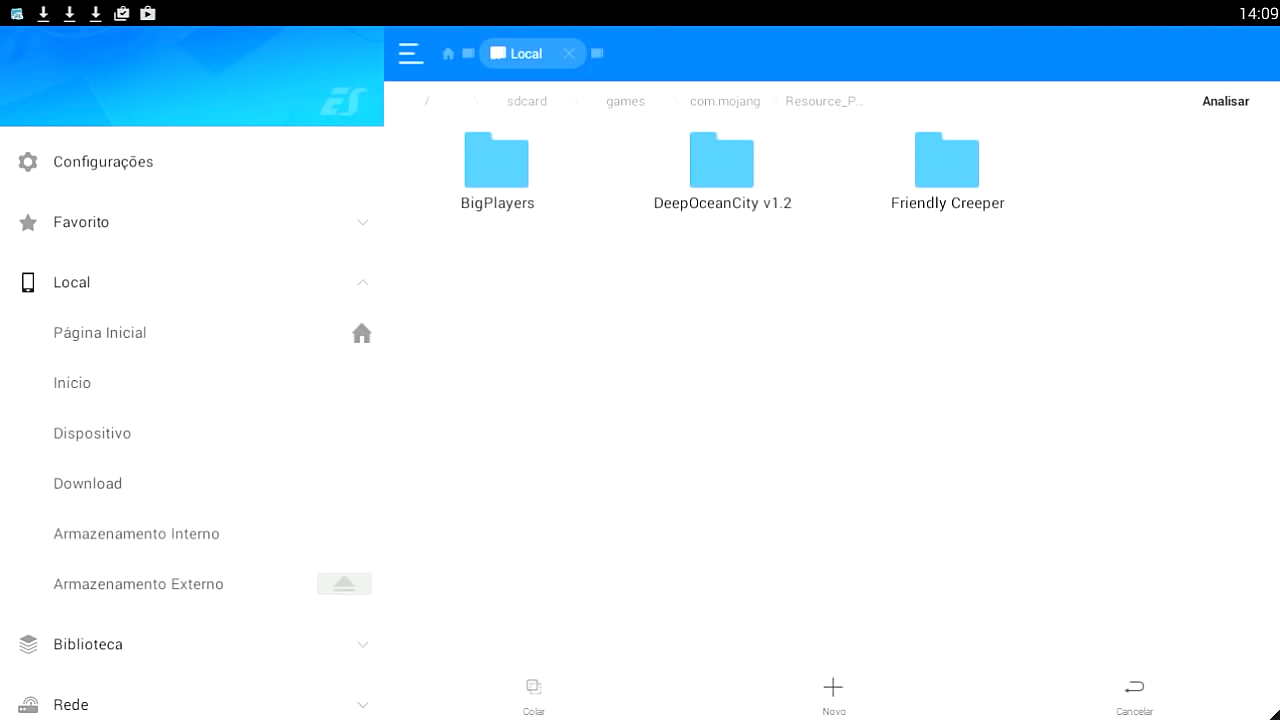 14:09
ES
Local
/ sdcard games com.mojang Resource_P...
Analisar
BigPlayers
DeepOceanCity v1.2
Friendly Creeper
Configurações
Favorito
Local
Página Inicial
Inicio
Dispositivo
Download
Armazenamento Interno
Armazenamento Externo
Biblioteca
Rede
Colar
Novo
Cancelar